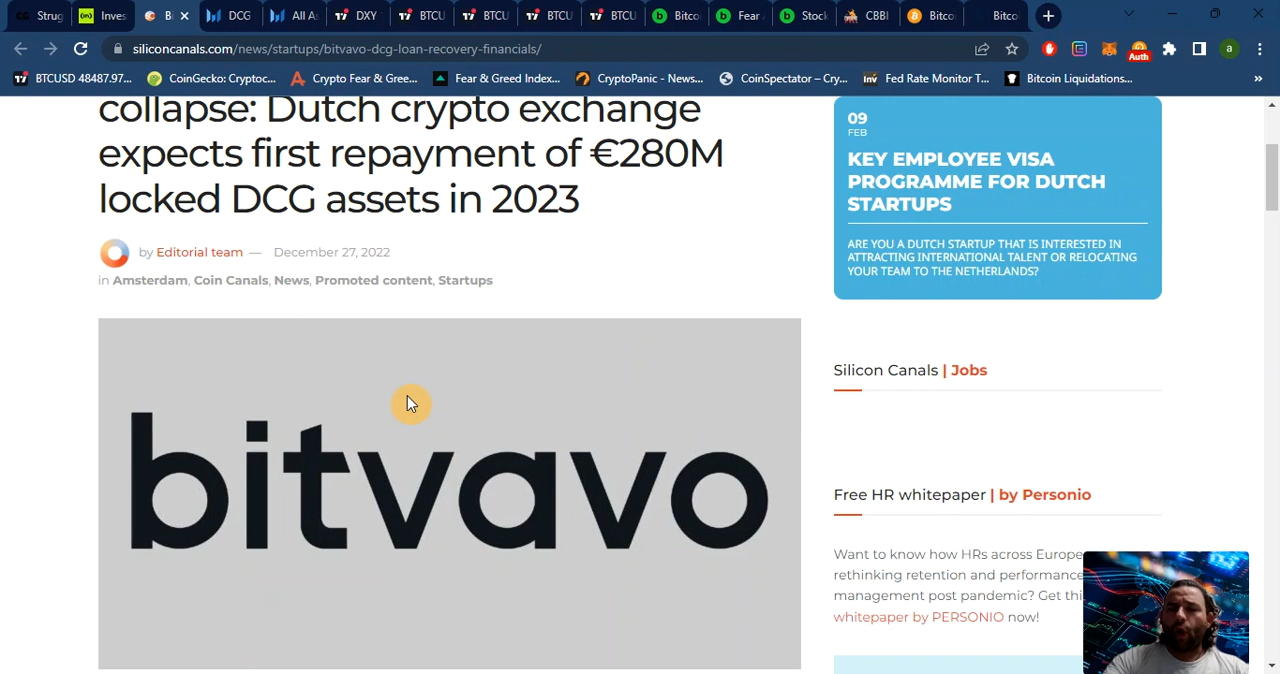 Strug
Inves
B
DCG
All As
DXY
BTCU
BTCU
BTCU
BTCU
Bitco
Fear
Stock
CBBI
Bitco
Bitco
siliconcanals.com/news/startups/bitvavo-dcg-loan-recovery-financials/
a
Auth
BTCUSD 48487.97...
CoinGecko: Cryptoc...
Crypto Fear & Gree...
Fear & Greed Index...
CryptoPanic - News...
CoinSpectator – Cry...
Fed Rate Monitor T...
Bitcoin Liquidations...
collapse: Dutch crypto exchange
expects first repayment of €280M
locked DCG assets in 2023
by Editorial team — December 27, 2022
in Amsterdam, Coin Canals, News, Promoted content, Startups
bitvavo
09
FEB
KEY EMPLOYEE VISA
PROGRAMME FOR DUTCH
STARTUPS
ARE YOU A DUTCH STARTUP THAT IS INTERESTED IN
ATTRACTING INTERNATIONAL TALENT OR RELOCATING
YOUR TEAM TO THE NETHERLANDS?
Silicon Canals | Jobs
Free HR whitepaper | by Personio
Want to know how HRs across Europe
rethinking retention and performance
management post pandemic? Get thi
whitepaper by PERSONIO now!